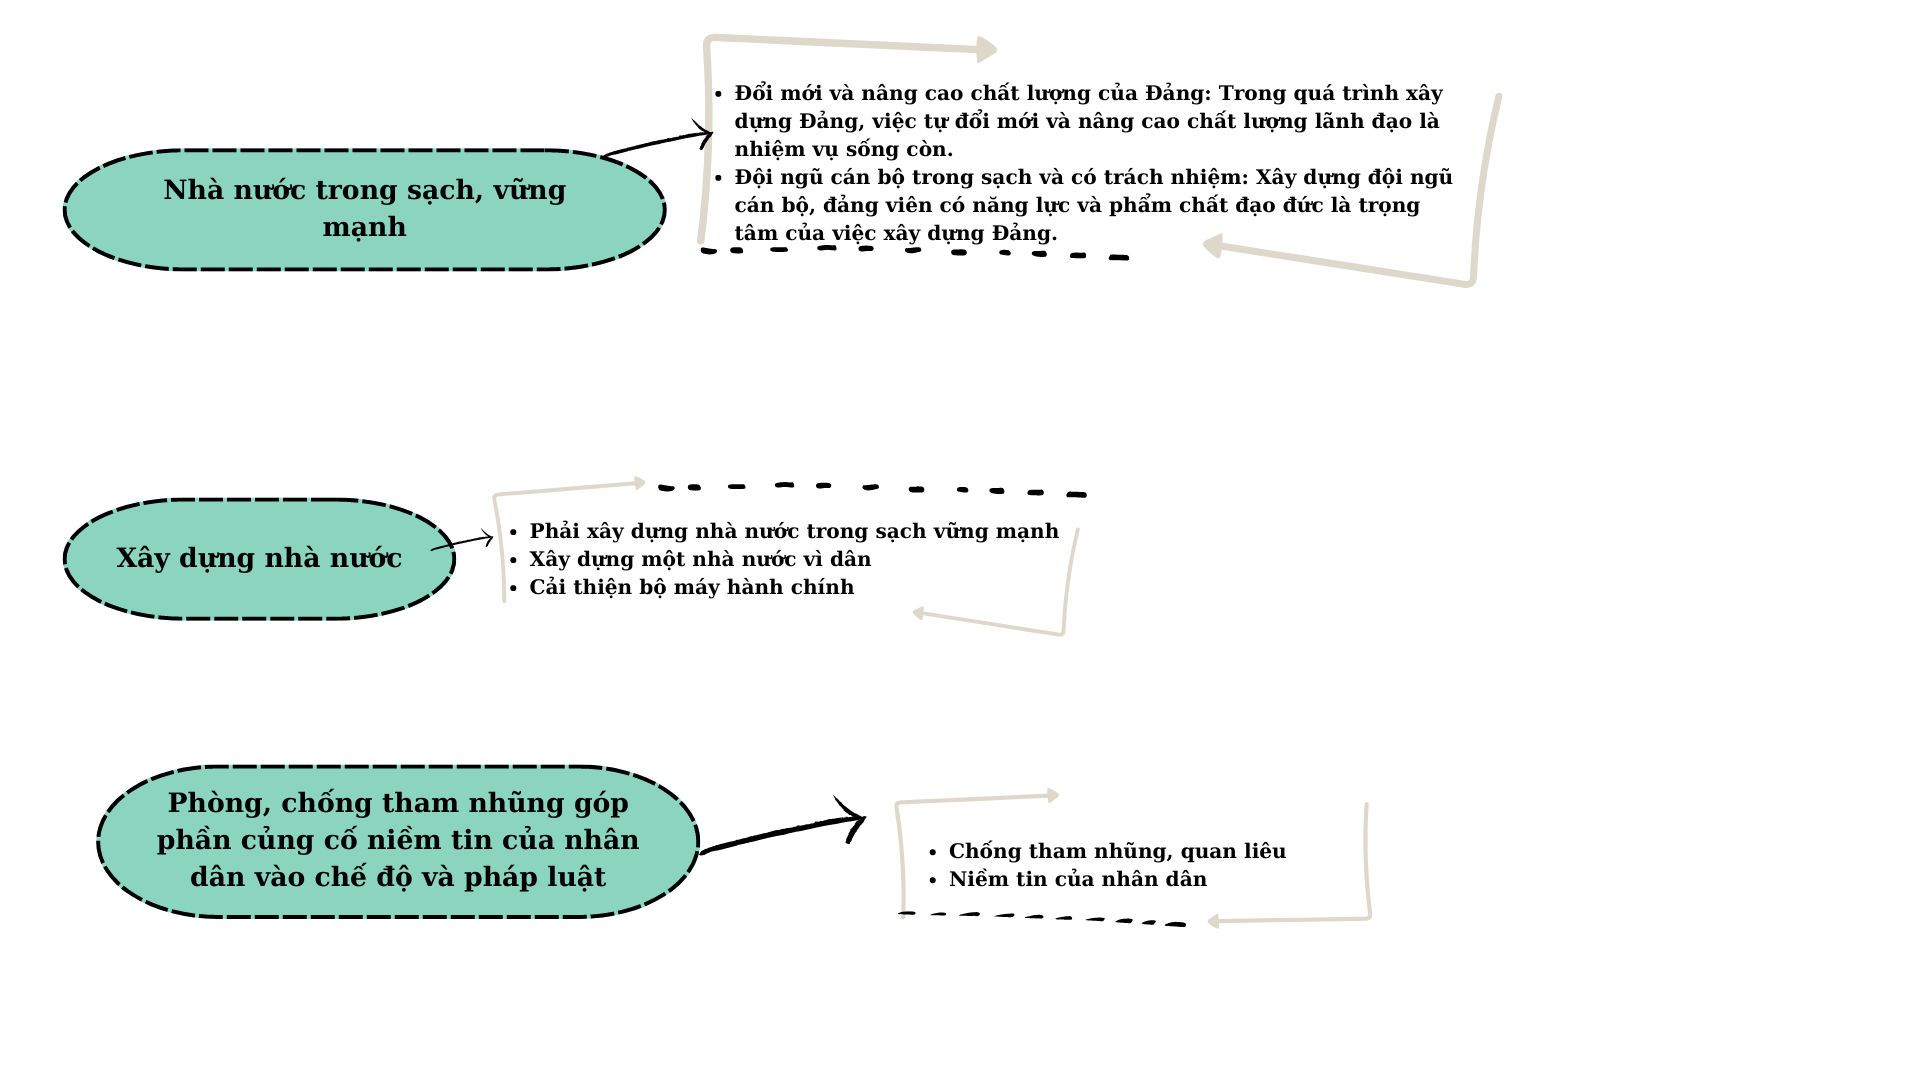 Nhà nước trong sạch, vững
mạnh
• Đổi mới và nâng cao chất lượng của Đảng: Trong quá trình xây
dựng Đảng, việc tự đổi mới và nâng cao chất lượng lãnh đạo là
nhiệm vụ sống còn.
• Đội ngũ cán bộ trong sạch và có trách nhiệm: Xây dựng đội ngũ
cán bộ, đảng viên có năng lực và phẩm chất đạo đức là trọng
tâm của việc xây dựng Đảng.
Xây dựng nhà nước
• Phải xây dựng nhà nước trong sạch vững mạnh
• Xây dựng một nhà nước vì dân
• Cải thiện bộ máy hành chính
Phòng, chống tham nhũng góp
phần củng cố niềm tin của nhân
dân vào chế độ và pháp luật
• Chống tham nhũng, quan liêu
• Niềm tin của nhân dân